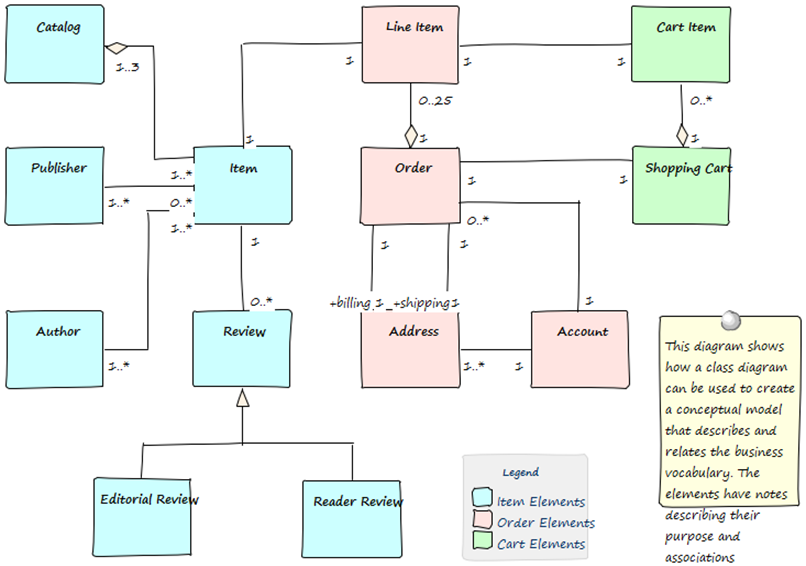 Catalog
Line Item
Cart Item
1..3
1
1
1
1
0..25
0..*
1
1
Publisher
Item
Order
Shopping Cart
1..*
1..*
0..*
1..*
1
1
1
0..*
1
1
0..*
+billing 1
+shipping 1
1
Author
Review
Address
Account
1..*
1..*
1
This diagram shows
how a class diagram
can be used to create
a conceptual model
that describes and
relates the business
vocabulary. The
elements have notes
describing their
purpose and
associations
Editorial Review
Reader Review
Legend
Item Elements
Order Elements
Cart Elements